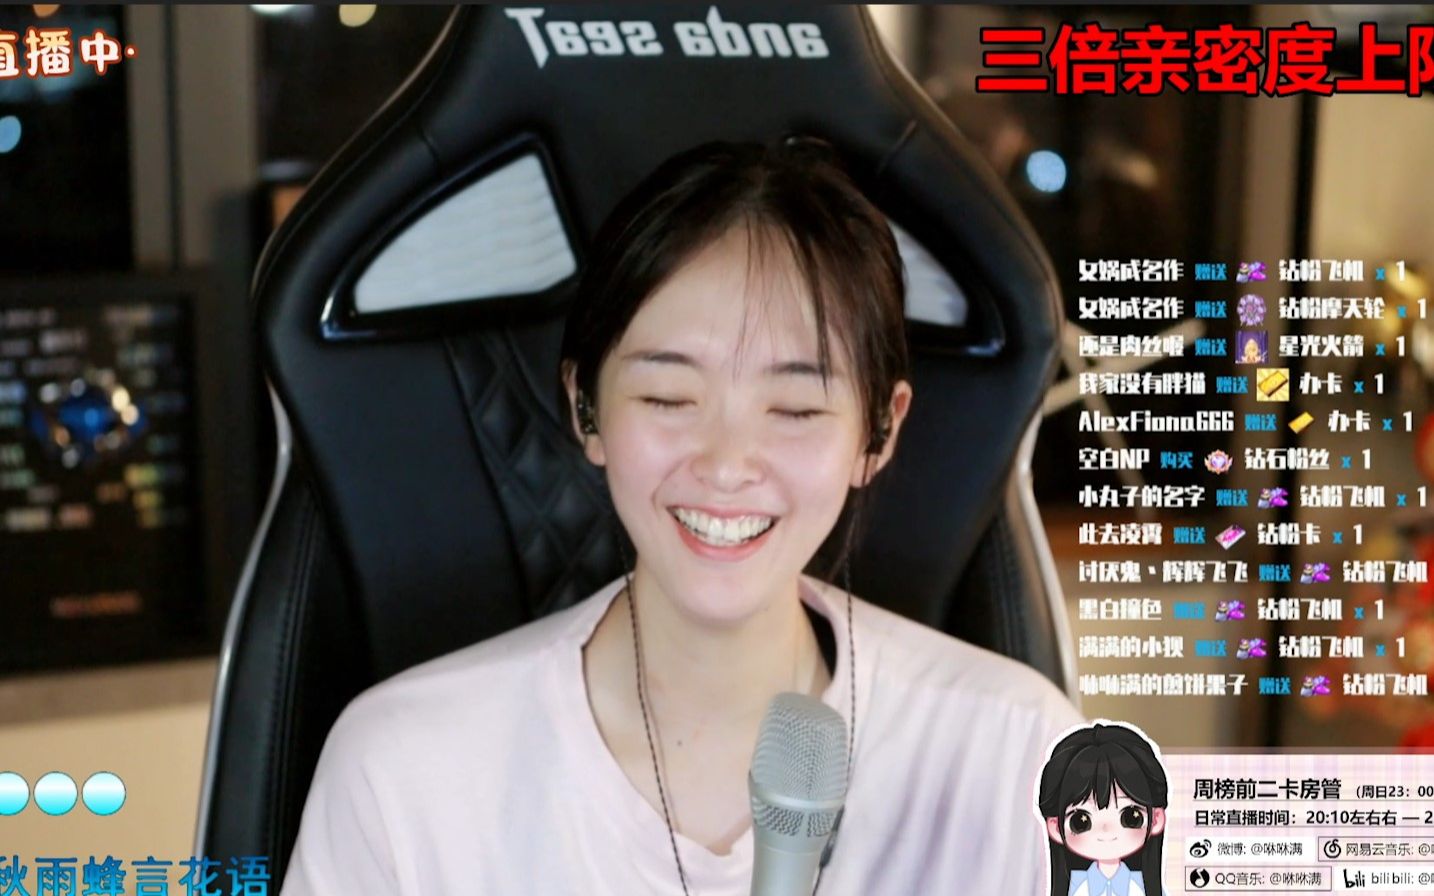 直播中·
anda seaT
三倍亲密度上限
女娲成名作 赠送 钻粉飞机 x 1
女娲成名作 赠送 钻粉摩天轮 x 1
还是肉丝喔 赠送 星光火箭 x 1
我家没有胖猫 赠送 办卡 x 1
AlexFiona666 赠送 办卡 x 1
空白NP 购买 钻石粉丝 x 1
小丸子的名字 赠送 钻粉飞机 x 1
此去凌霄 赠送 钻粉卡 x 1
讨厌鬼丶辉辉飞飞 赠送 钻粉飞机
黑白撞色 赠送 钻粉飞机 x 1
满满的小狈 赠送 钻粉飞机 x 1
咻咻满的煎饼果子 赠送 钻粉飞机
周榜前二卡房管 (周日23: 00
日常直播时间: 20:10左右右 — 2
微博: @咻咻满
网易云音乐: @
QQ音乐: @咻咻满
bilibili: @
秋雨蜂言花语